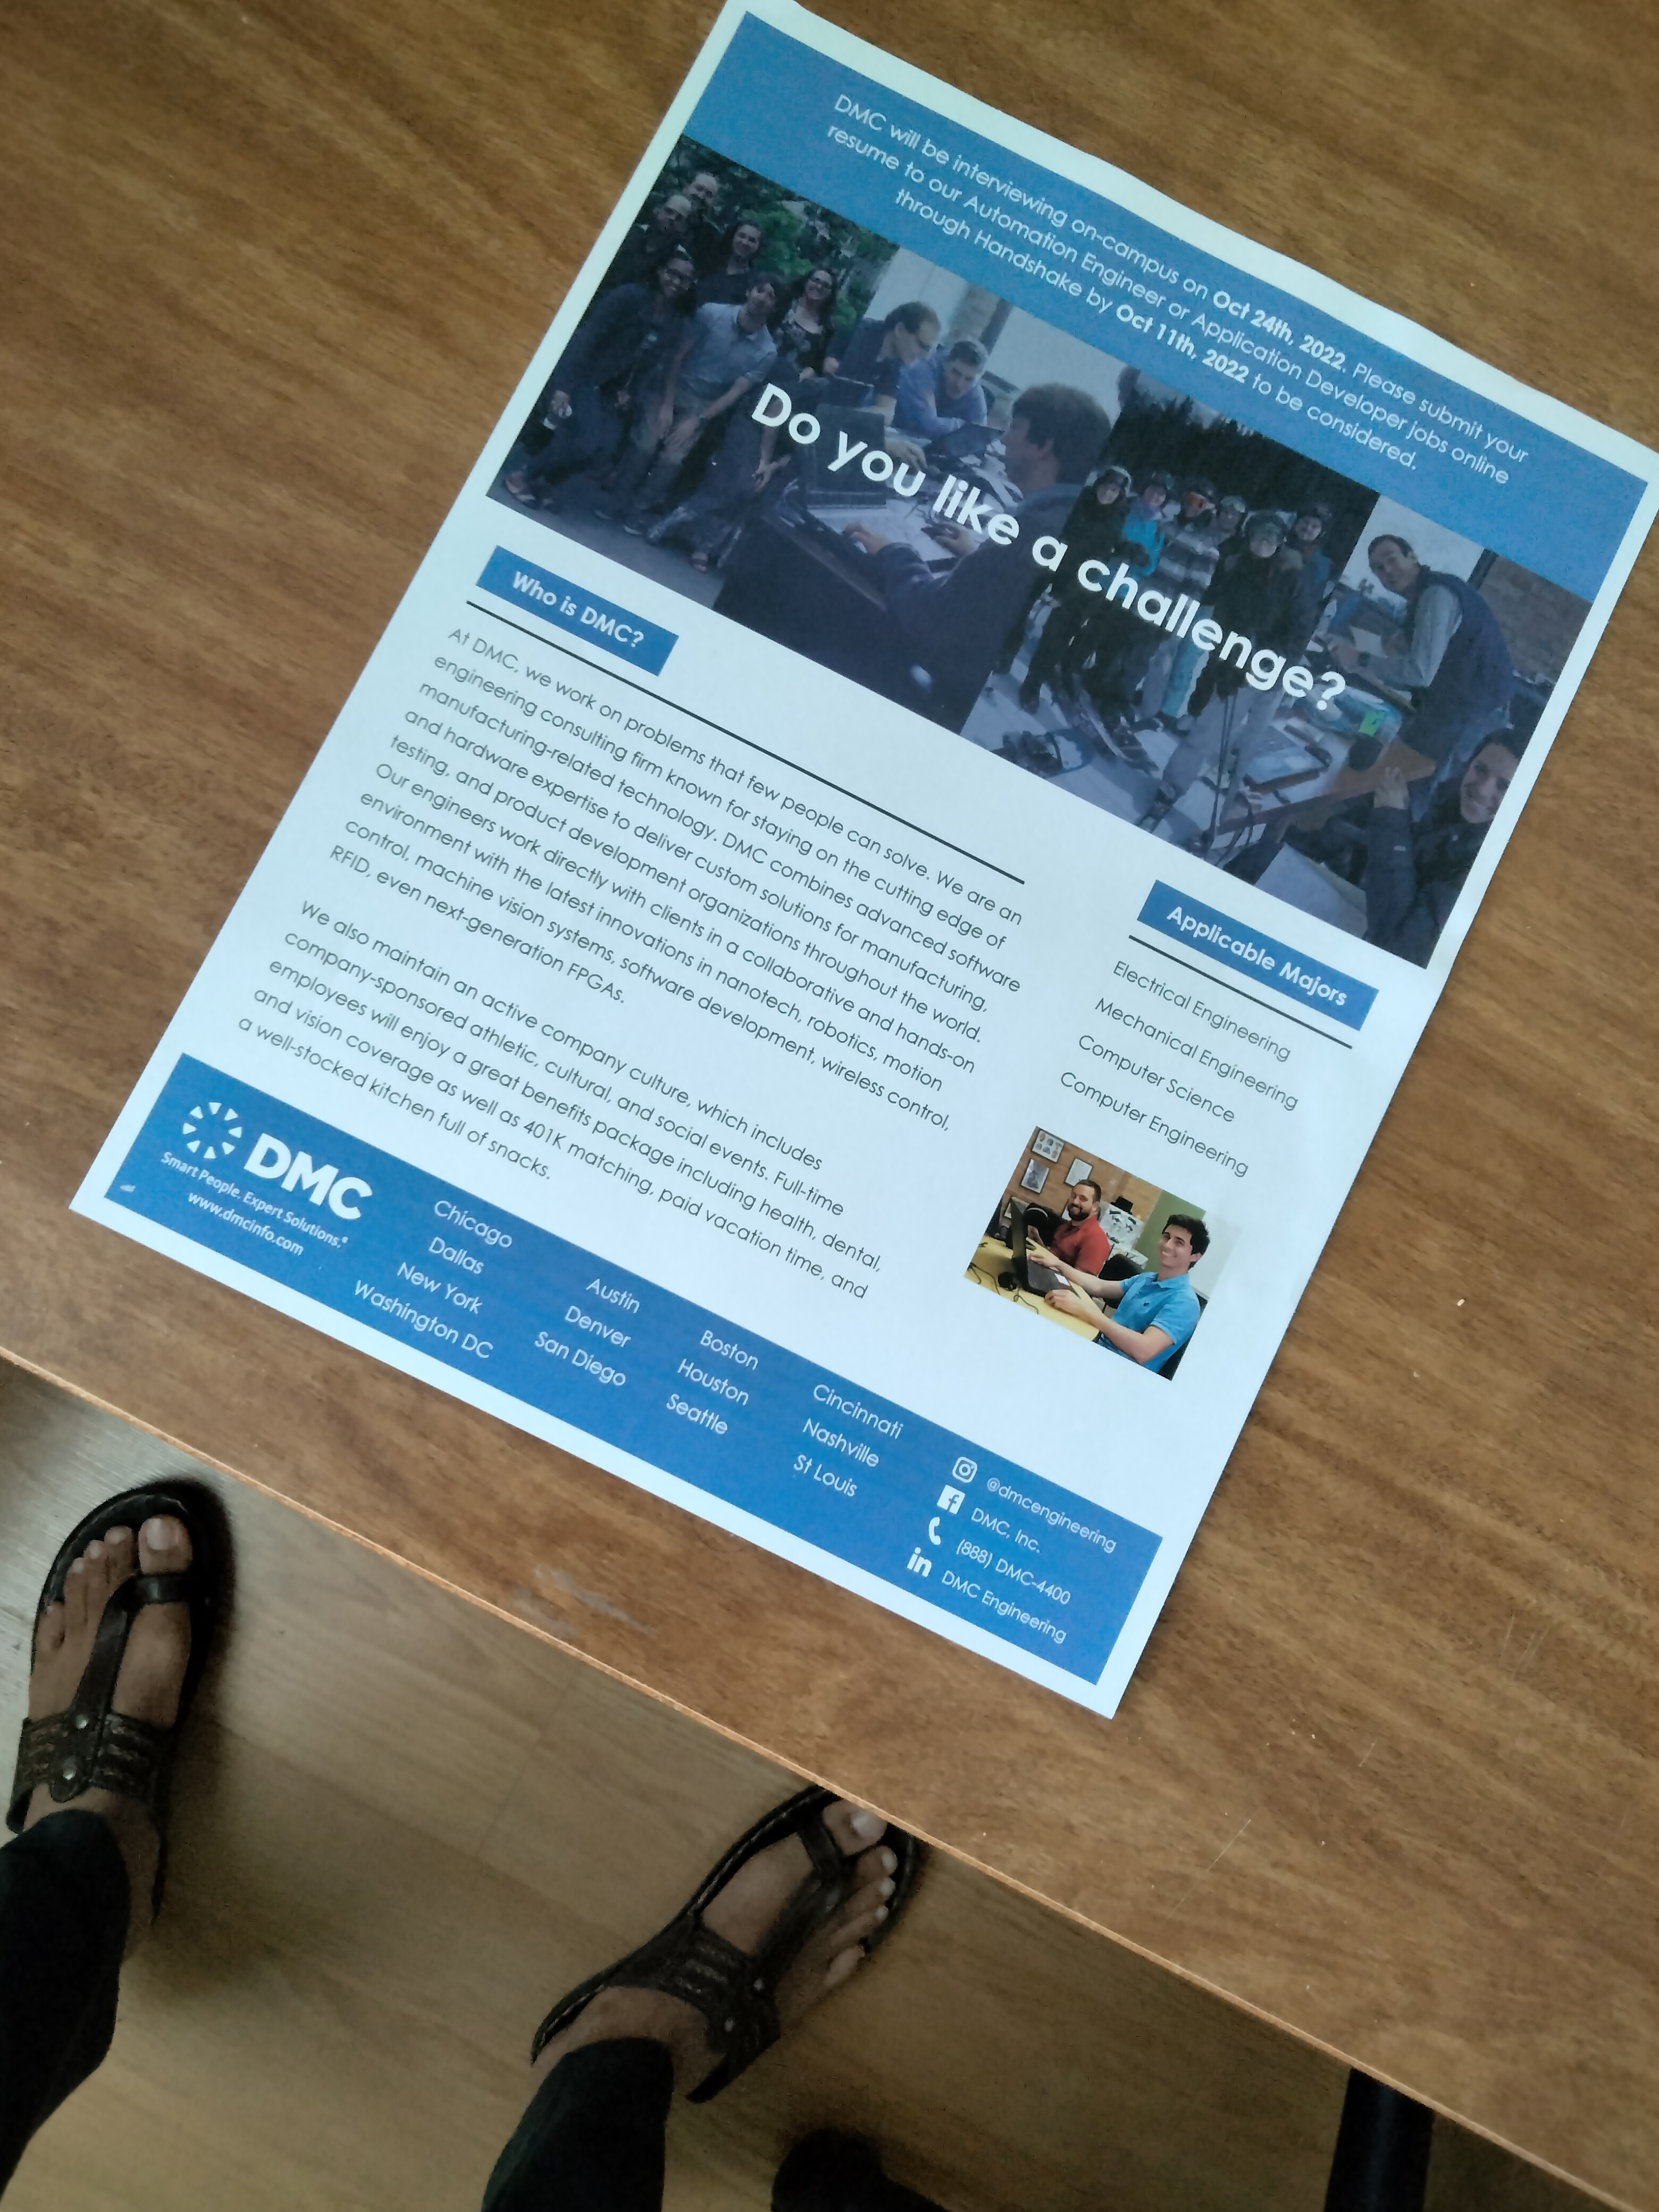 DMC will be interviewing on-campus on Oct 24th, 2022. Please submit your
resume to our Automation Engineer or Application Developer jobs online
through Handshake by Oct 11th, 2022 to be considered.
Do you like a challenge?
Who is DMC?
At DMC, we work on problems that few people can solve. We are an
engineering consulting firm known for staying on the cutting edge of
manufacturing-related technology. DMC combines advanced software
and hardware expertise to deliver custom solutions for manufacturing,
testing, and product development organizations throughout the world.
Our engineers work directly with clients in a collaborative and hands-on
environment with the latest innovations in nanotech, robotics, motion
control, machine vision systems, software development, wireless control,
RFID, even next-generation FPGAs.
We also maintain an active company culture, which includes
company-sponsored athletic, cultural, and social events. Full-time
employees will enjoy a great benefits package including health, dental,
and vision coverage as well as 401K matching, paid vacation time, and
a well-stocked kitchen full of snacks.
Applicable Majors
Electrical Engineering
Mechanical Engineering
Computer Science
Computer Engineering
DMC
Smart People. Expert Solutions.®
www.dmcinfo.com
Chicago
Dallas
New York
Washington DC
Austin
Denver
San Diego
Boston
Houston
Seattle
Cincinnati
Nashville
St Louis
@dmcengineering
DMC, Inc.
(888) DMC-4400
in DMC Engineering